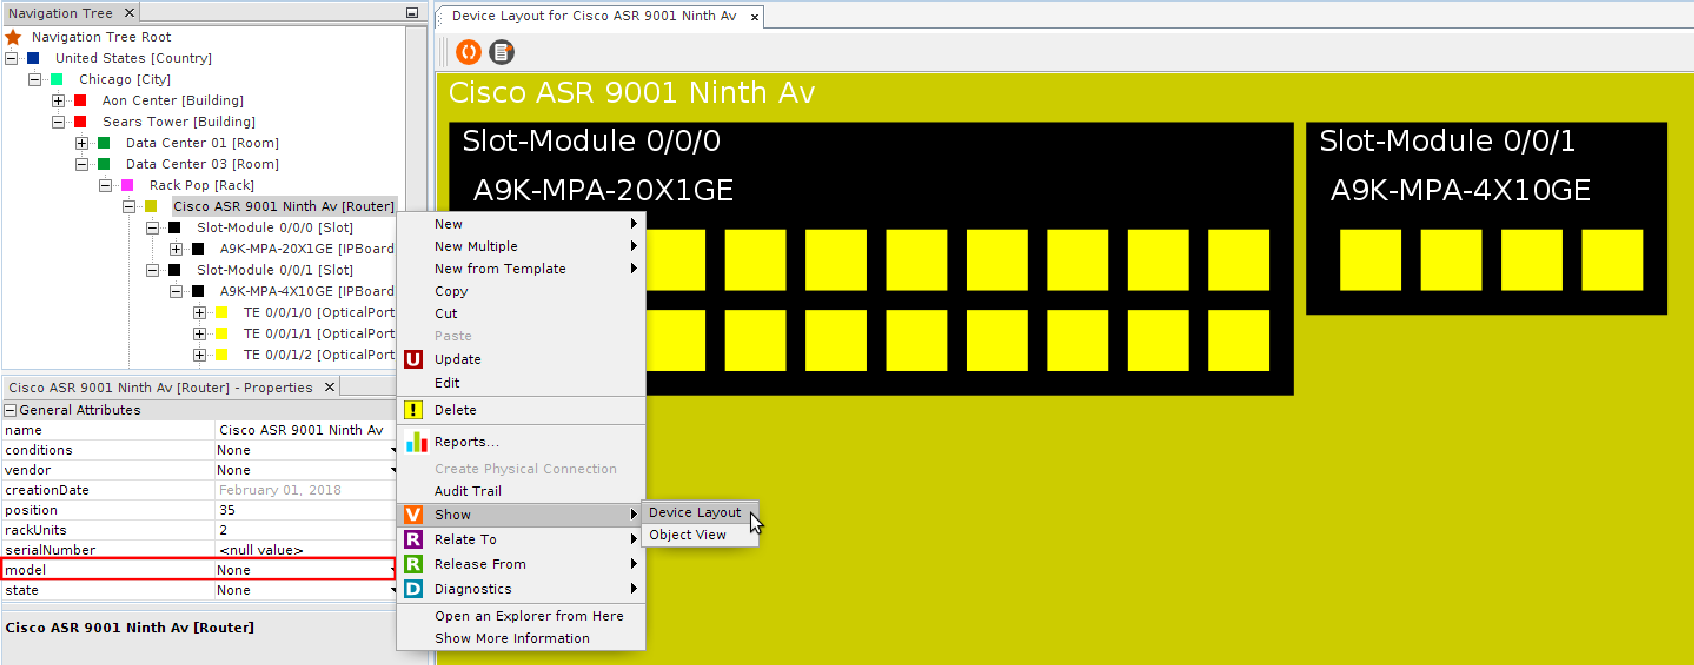 Navigation Tree
Navigation Tree Root
United States [Country]
Chicago [City]
Aon Center [Building]
Sears Tower [Building]
Data Center 01 [Room]
Data Center 03 [Room]
Rack Pop [Rack]
Cisco ASR 9001 Ninth Av [Router]
Slot-Module 0/0/0 [Slot]
A9K-MPA-20X1GE [IPBoard
Slot-Module 0/0/1 [Slot]
A9K-MPA-4X10GE [IPBoard
TE 0/0/1/0 [OpticalPort
TE 0/0/1/1 [OpticalPort
TE 0/0/1/2 [OpticalPort
Cisco ASR 9001 Ninth Av [Router] - Properties
General Attributes
name Cisco ASR 9001 Ninth Av
conditions None
vendor None
creationDate February 01, 2018
position 35
rackUnits 2
serialNumber <null value>
model None
state None
Cisco ASR 9001 Ninth Av [Router]
New
New Multiple
New from Template
Copy
Cut
Paste
U Update
Edit
! Delete
Reports...
Create Physical Connection
Audit Trail
V Show
R Relate To
R Release From
D Diagnostics
Open an Explorer from Here
Show More Information
Device Layout
Object View
Device Layout for Cisco ASR 9001 Ninth Av
Cisco ASR 9001 Ninth Av
Slot-Module 0/0/0
A9K-MPA-20X1GE
Slot-Module 0/0/1
A9K-MPA-4X10GE